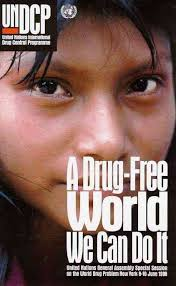 UNDCP
United Nations International
Drug Control Programme
A Drug-Free
World
We Can Do It
United Nations General Assembly Special Session
on the World Drug Problem New York 8-10 June 1998